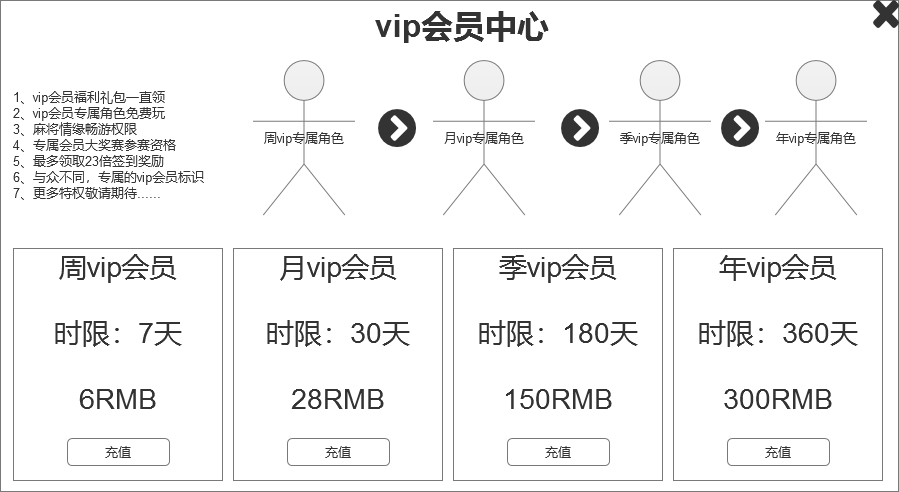 vip会员中心
1、vip会员福利礼包一直领
2、vip会员专属角色免费玩
3、麻将情缘畅游权限
4、专属会员大奖赛参赛资格
5、最多领取23倍签到奖励
6、与众不同，专属的vip会员标识
7、更多特权敬请期待……
周vip专属角色
月vip专属角色
季vip专属角色
年vip专属角色
周vip会员
时限：7天
6RMB
充值
月vip会员
时限：30天
28RMB
充值
季vip会员
时限：180天
150RMB
充值
年vip会员
时限：360天
300RMB
充值